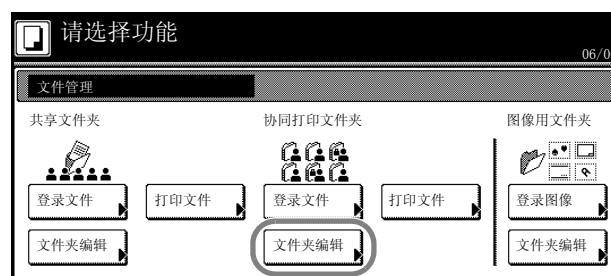 请选择功能
06/0
文件管理
共享文件夹 协同打印文件夹 图像用文件夹
登录文件 打印文件 登录文件 打印文件 登录图像
文件夹编辑 文件夹编辑 文件夹编辑